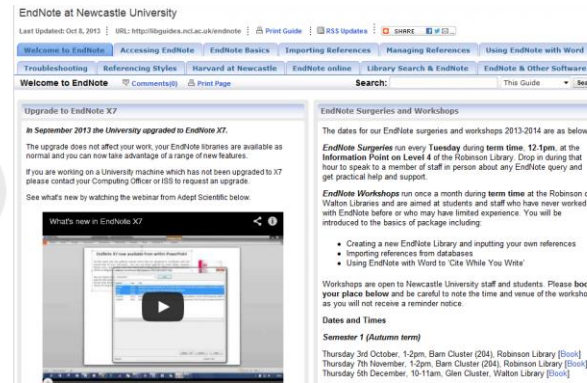 EndNote at Newcastle University
Last Updated: Oct 8, 2013 URL: http://libguides.ncl.ac.uk/endnote Print Guide RSS Updates SHARE
Welcome to EndNote Accessing EndNote EndNote Basics Importing References Managing References Using EndNote with Word
Troubleshooting Referencing Styles Harvard at Newcastle EndNote online Library Search & EndNote EndNote & Other Software
Welcome to EndNote Comments(0) Print Page Search: This Guide
Upgrade to EndNote X7
In September 2013 the University upgraded to EndNote X7.
The upgrade does not affect your work, your EndNote libraries are available as
normal and you can now take advantage of a range of new features.
If you are working on a University machine which has not been upgraded to X7
please contact your Computing Officer or ISS to request an upgrade.
See what's new by watching the webinar from Adept Scientific below.
What's new in EndNote X7
EndNote Surgeries and Workshops
The dates for our EndNote surgeries and workshops 2013-2014 are as below
EndNote Surgeries run every Tuesday during term time, 12-1pm, at the
Information Point on Level 4 of the Robinson Library. Drop in during that
hour to speak to a member of staff in person about any EndNote query and
get practical help and support.
EndNote Workshops run once a month during term time at the Robinson o
Walton Libraries and are aimed at students and staff who have never worked
with EndNote before or who may have limited experience. You will be
introduced to the basics of package including:
• Creating a new EndNote Library and inputting your own references
• Importing references from databases
• Using EndNote with Word to 'Cite While You Write'
Workshops are open to Newcastle University staff and students. Please boo
your place below and be careful to note the time and venue of the worksho
as you will not receive a reminder notice.
Dates and Times
Semester 1 (Autumn term)
Thursday 3rd October, 1-2pm, Barn Cluster (204), Robinson Library [Book]
Thursday 7th November, 1-2pm, Barn Cluster (204), Robinson Library [Book]
Thursday 5th December, 10-11am, Glen Cluster, Walton Library [Book]